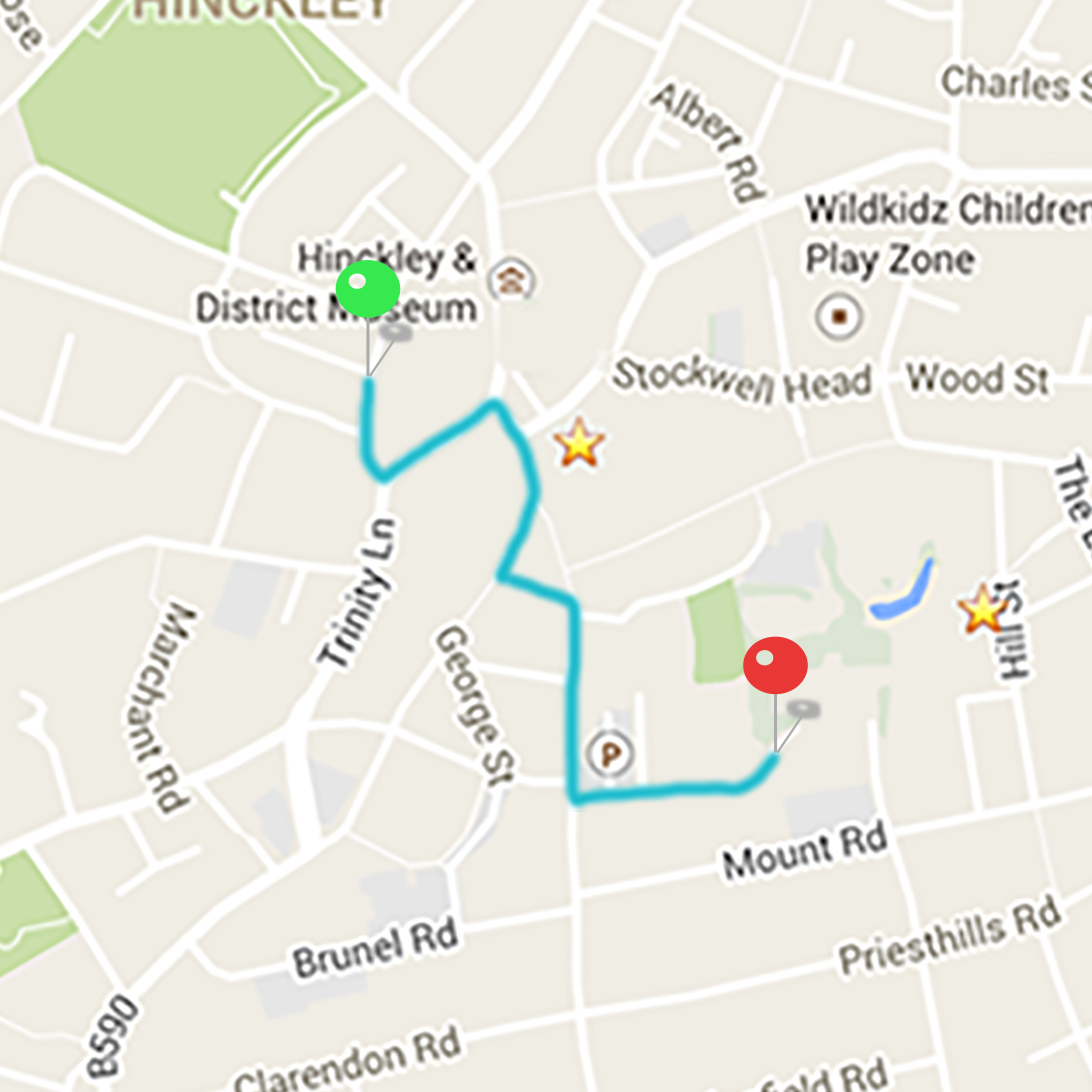 HINCKLEY
Charles S
Albert Rd
Wildkidz Children
Play Zone
Hinckley &
District Museum
Stockwell Head
Wood St
Trinity Ln
Marchant Rd
George St
Hill St
P
Mount Rd
Brunel Rd
Priesthills Rd
B590
Clarendon Rd